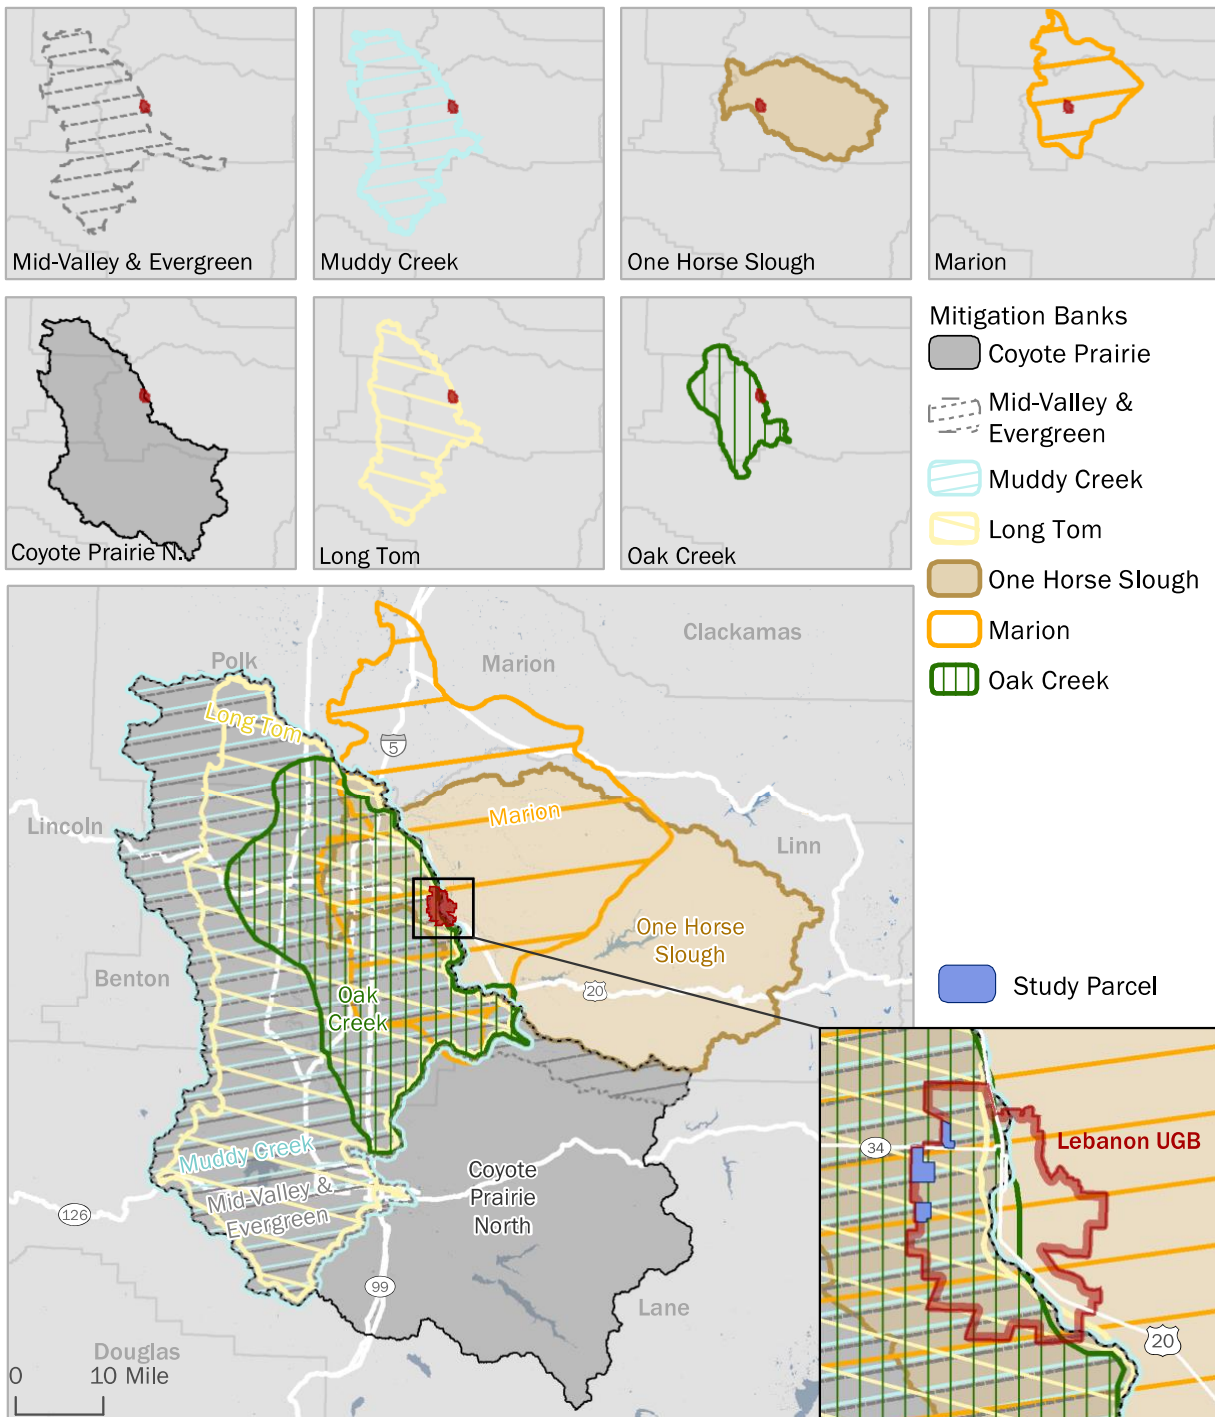 Mid-Valley & Evergreen
Muddy Creek
One Horse Slough
Marion
Coyote Prairie N.
Long Tom
Oak Creek
Mitigation Banks
Coyote Prairie
Mid-Valley &
Evergreen
Muddy Creek
Long Tom
One Horse Slough
Marion
Oak Creek
Study Parcel
Clackamas
Polk
Marion
Long Tom
5
Marion
Lincoln
Linn
One Horse
Slough
Benton
20
Oak
Creek
Muddy Creek
Mid-Valley &
Evergreen
Coyote
Prairie
North
126
99
Lane
Douglas
0 10 Mile
34
Lebanon UGB
20